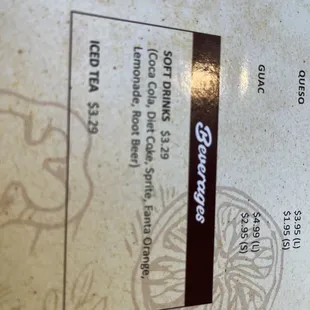 QUESO
$3.95 (L)
$1.95 (S)
GUAC
$4.99 (L)
$2.95 (S)
Beverages
SOFT DRINKS $3.29
(Coca Cola, Diet Coke, Sprite, Fanta Orange,
Lemonade, Root Beer)
ICED TEA $3.29